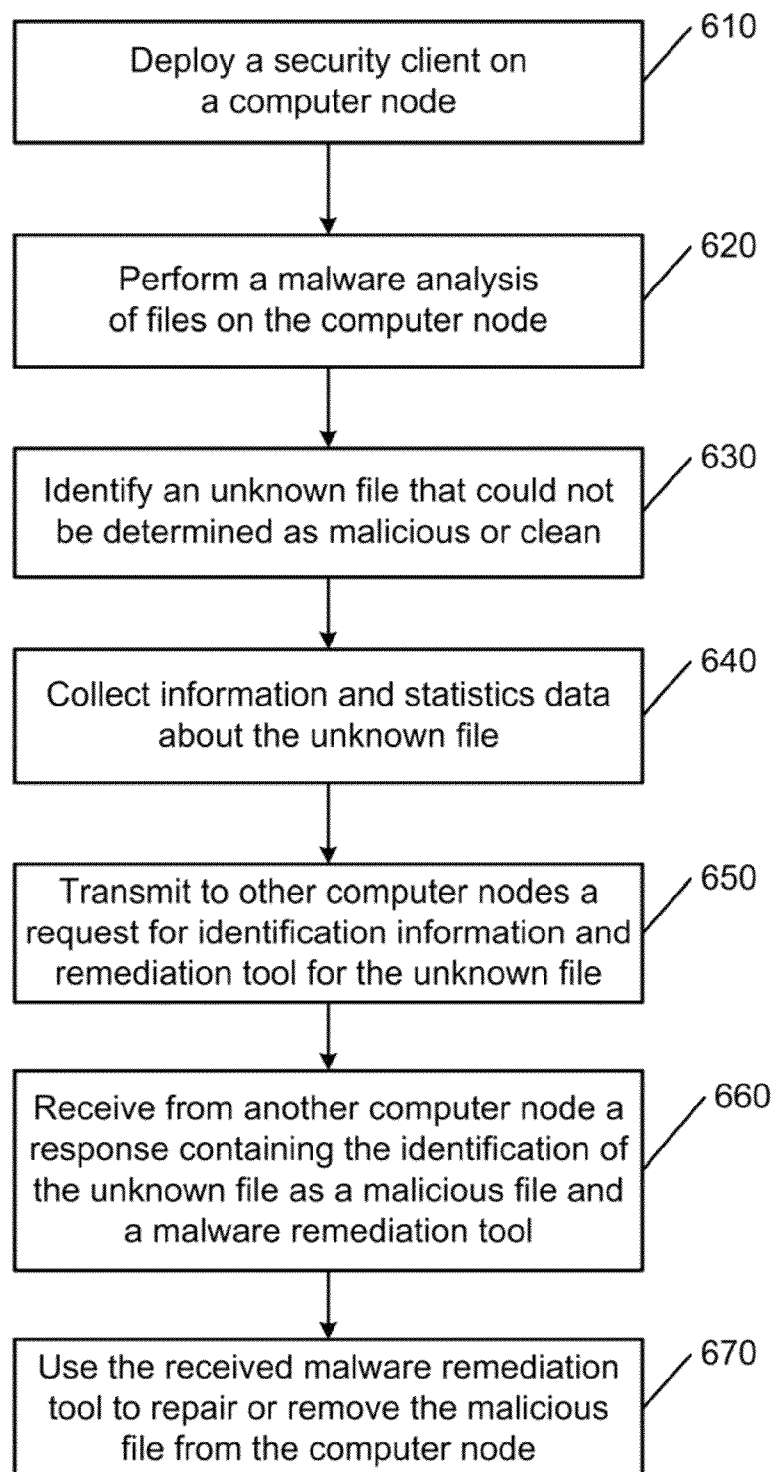 610
Deploy a security client on
a computer node
620
Perform a malware analysis
of files on the computer node
630
Identify an unknown file that could not
be determined as malicious or clean
640
Collect information and statistics data
about the unknown file
650
Transmit to other computer nodes a
request for identification information and
remediation tool for the unknown file
660
Receive from another computer node a
response containing the identification of
the unknown file as a malicious file and
a malware remediation tool
670
Use the received malware remediation
tool to repair or remove the malicious
file from the computer node